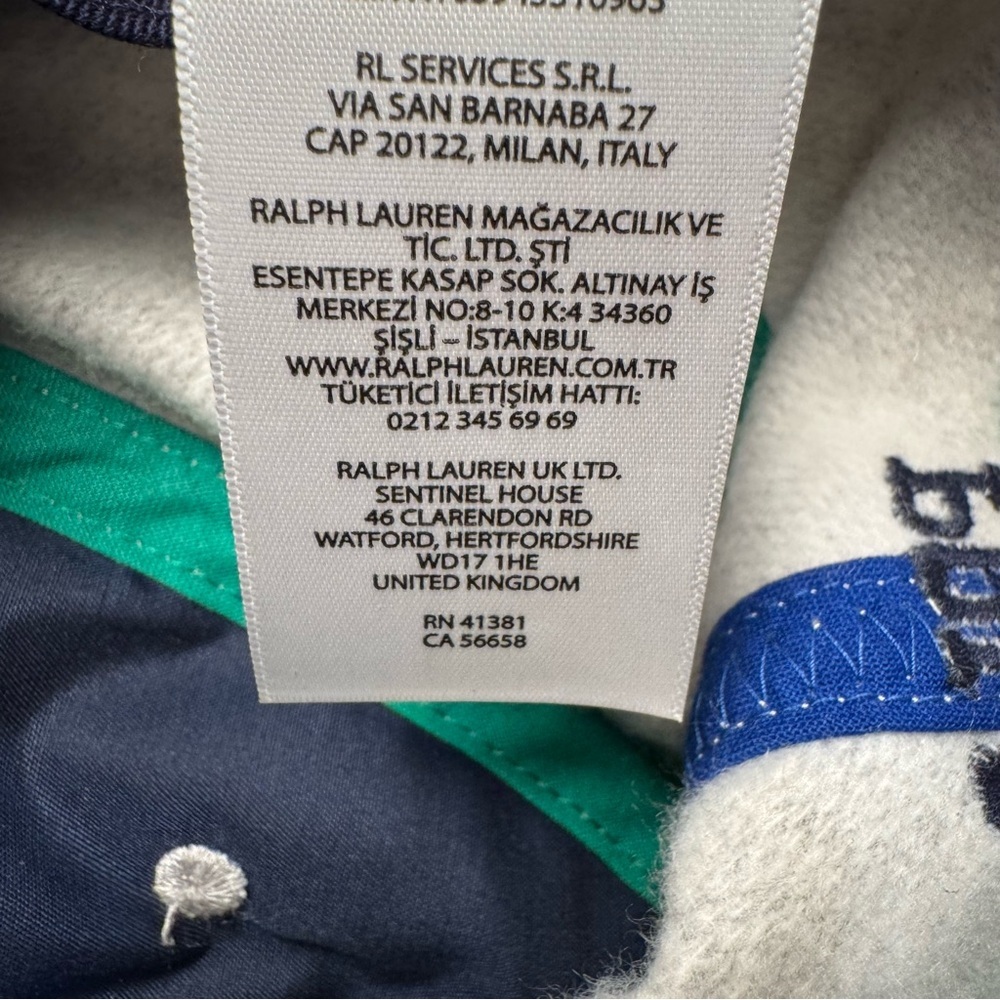 RL SERVICES S.R.L.
VIA SAN BARNABA 27
CAP 20122, MILAN, ITALY
RALPH LAUREN MAĞAZACILIK VE
TİC. LTD. ŞTİ
ESENTEPE KASAP SOK. ALTINAY İŞ
MERKEZİ NO:8-10 K:4 34360
ŞİŞLİ – İSTANBUL
WWW.RALPHLAUREN.COM.TR
TÜKETİCİ İLETİŞİM HATTI:
0212 345 69 69
RALPH LAUREN UK LTD.
SENTINEL HOUSE
46 CLARENDON RD
WATFORD, HERTFORDSHIRE
WD17 1HE
UNITED KINGDOM
RN 41381
CA 56658